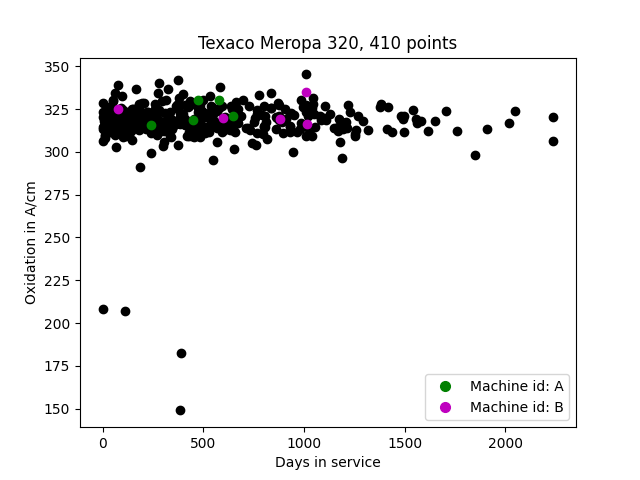 Texaco Meropa 320, 410 points
350
325
300
275
250
225
200
175
150
Oxidation in A/cm
0
500
1000
1500
2000
Days in service
Machine id: A
Machine id: B